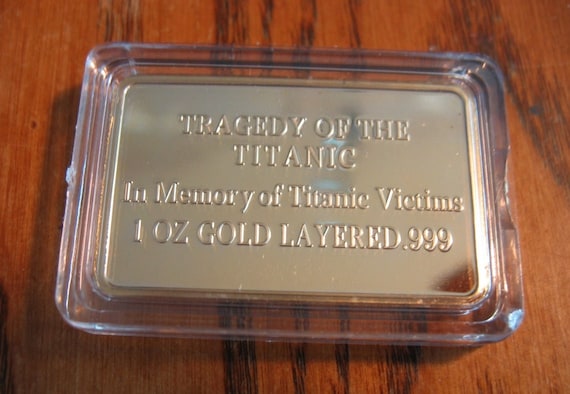 TRAGEDY OF THE
TITANIC
In Memory of Titanic Victims
1 OZ GOLD LAYERED .999